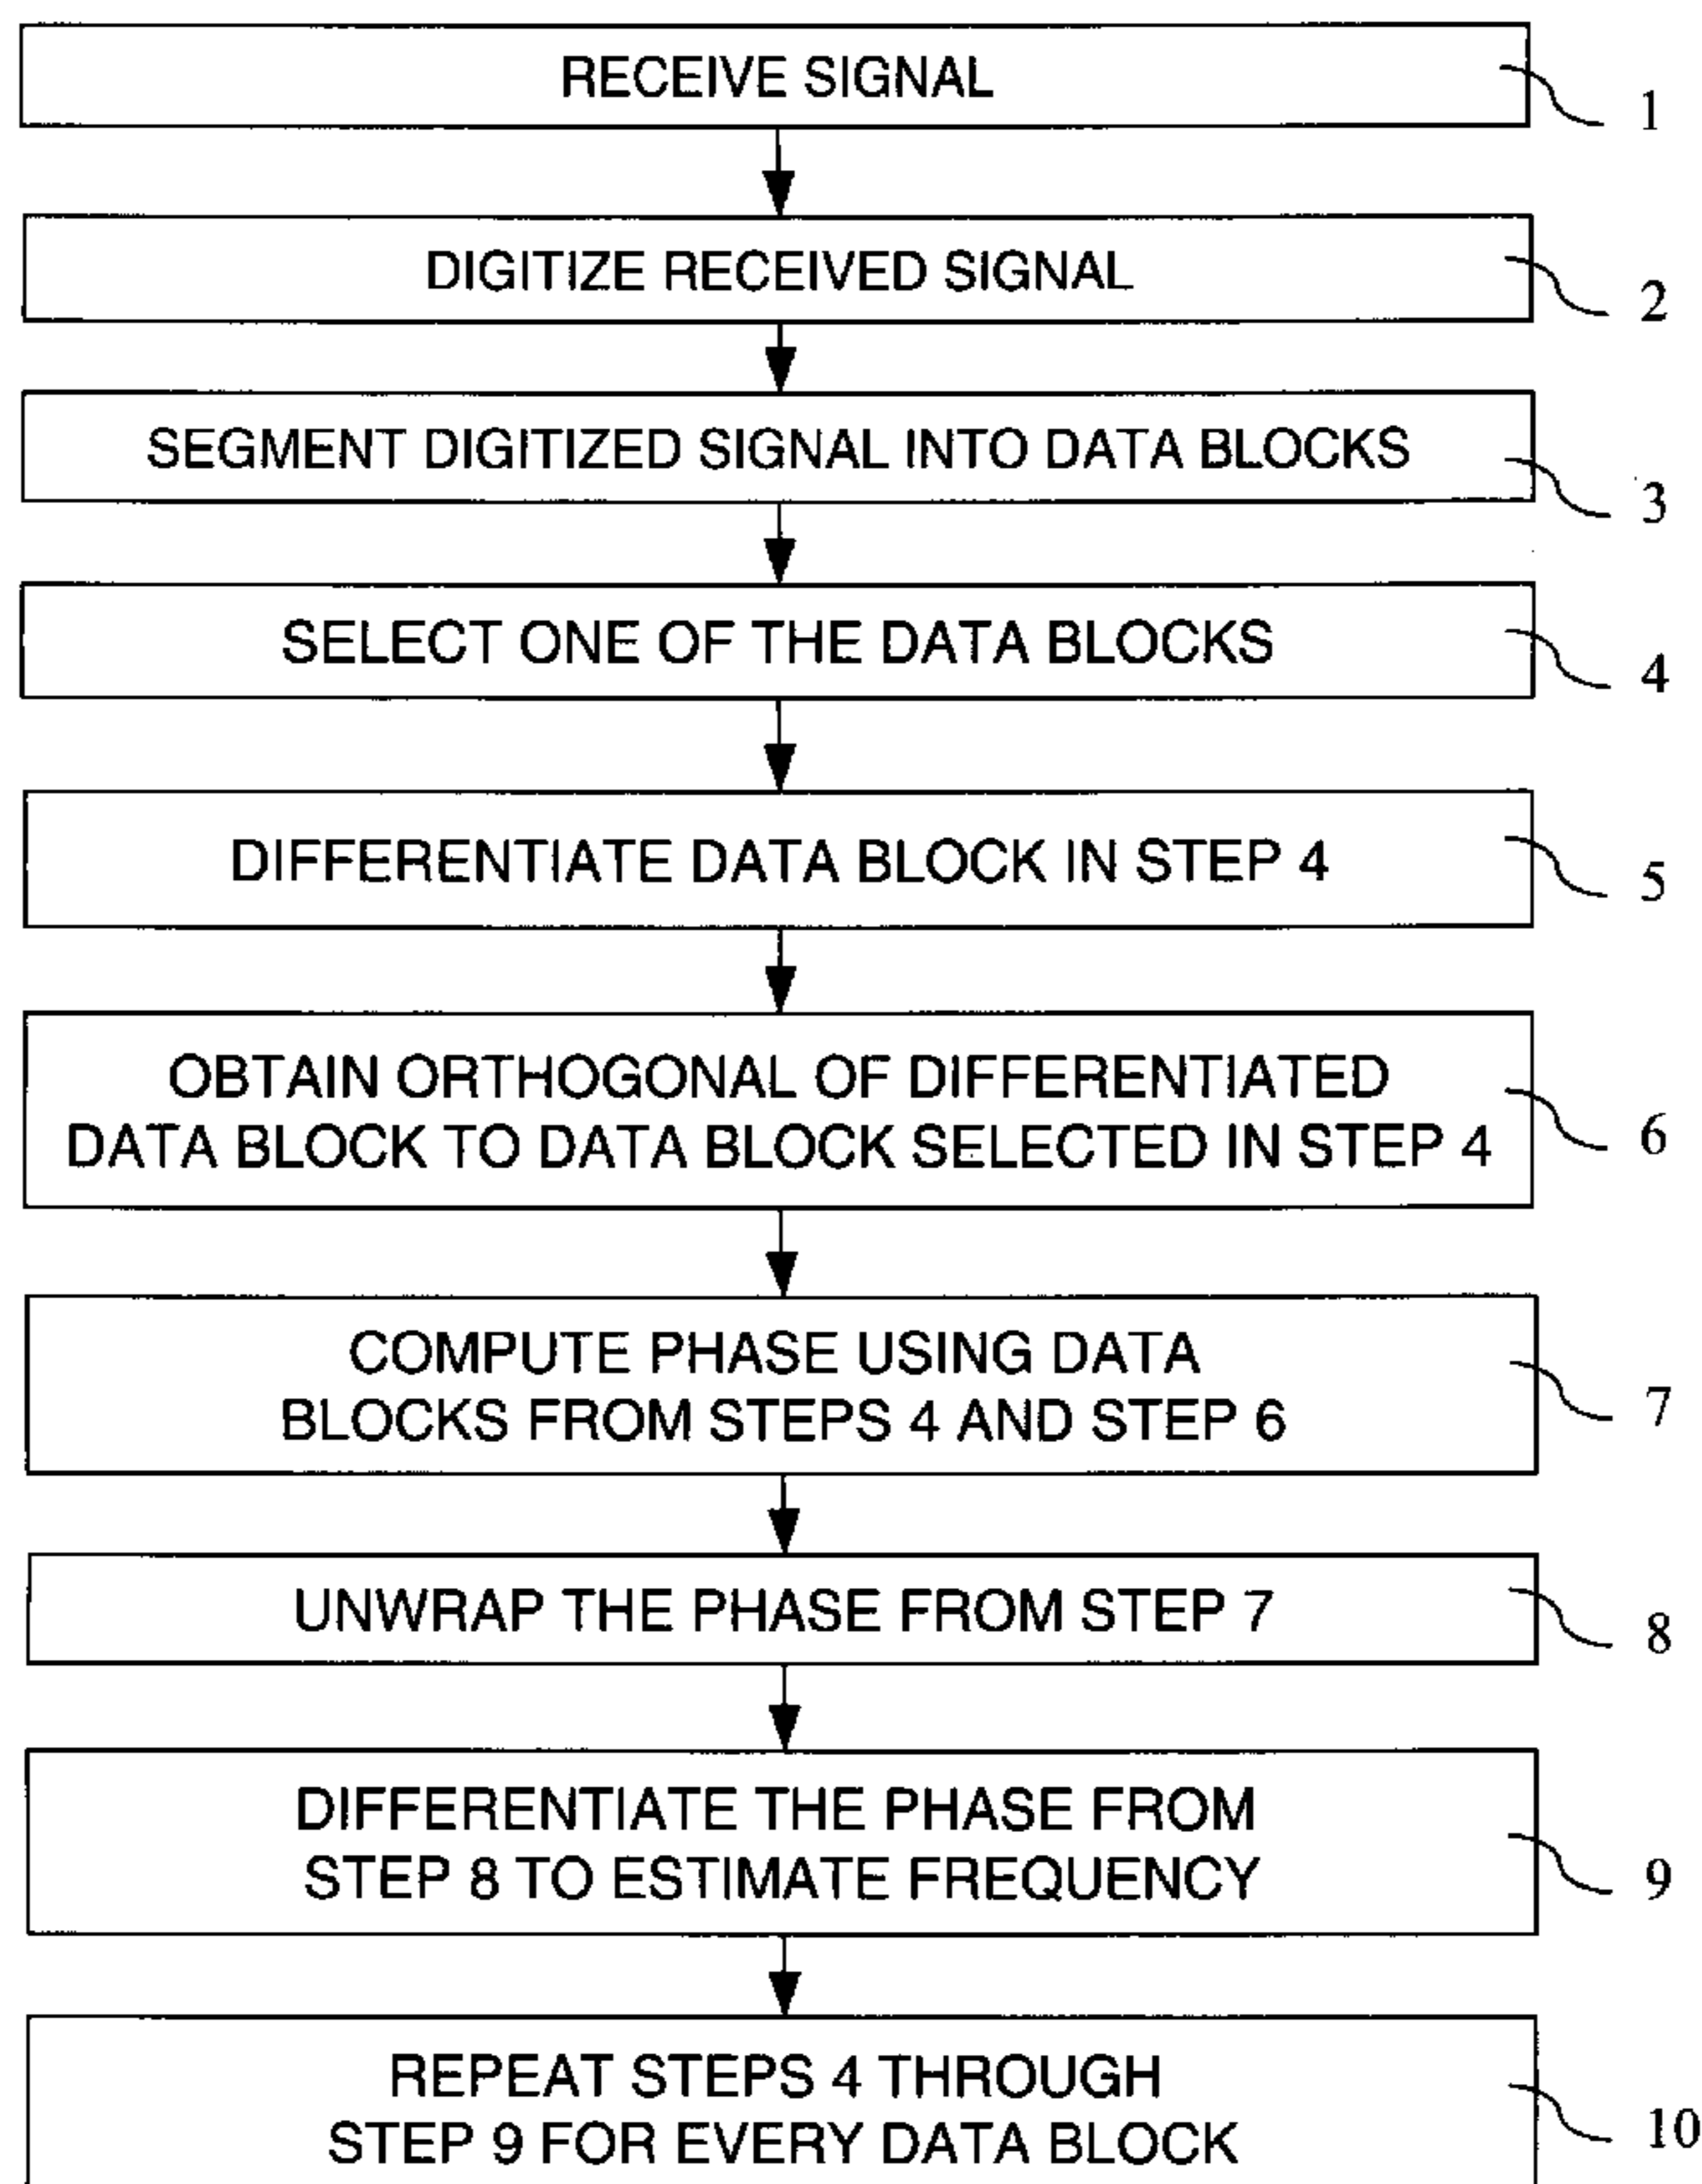 RECEIVE SIGNAL
1
DIGITIZE RECEIVED SIGNAL
2
SEGMENT DIGITIZED SIGNAL INTO DATA BLOCKS
3
SELECT ONE OF THE DATA BLOCKS
4
DIFFERENTIATE DATA BLOCK IN STEP 4
5
OBTAIN ORTHOGONAL OF DIFFERENTIATED
DATA BLOCK TO DATA BLOCK SELECTED IN STEP 4
6
COMPUTE PHASE USING DATA
BLOCKS FROM STEPS 4 AND STEP 6
7
UNWRAP THE PHASE FROM STEP 7
8
DIFFERENTIATE THE PHASE FROM
STEP 8 TO ESTIMATE FREQUENCY
9
REPEAT STEPS 4 THROUGH
STEP 9 FOR EVERY DATA BLOCK
10